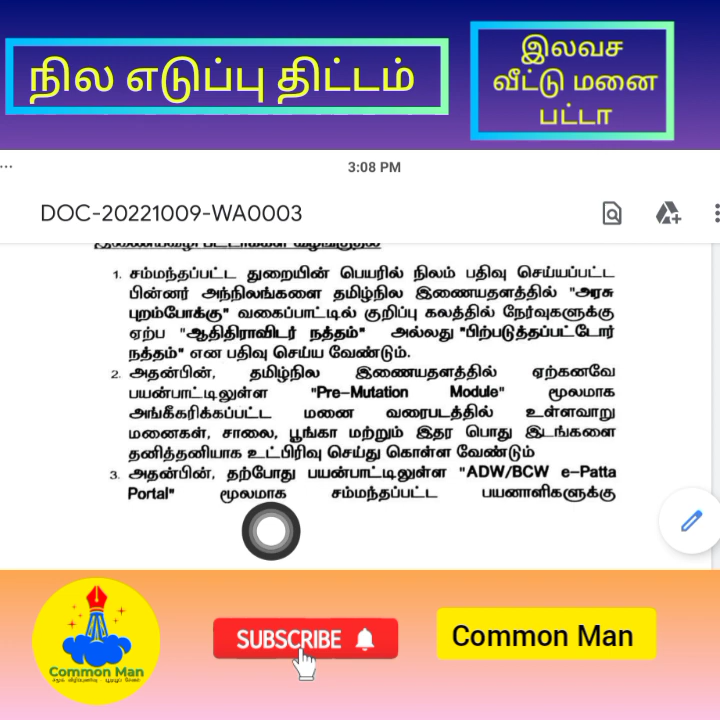 நில எடுப்பு திட்டம்
இலவச
வீட்டு மனை
பட்டா
3:08 PM
DOC-20221009-WA0003
1. சம்மந்தப்பட்ட துறையின் பெயரில் நிலம் பதிவு செய்யப்பட்ட
பின்னர் அந்நிலங்களை தமிழ்நில இணையதளத்தில் "அரசு
புறம்போக்கு" வகைப்பாட்டில் குறிப்பு கலத்தில் நேர்வுகளுக்கு
ஏற்ப "ஆதிதிராவிடர் நத்தம்" அல்லது "பிற்படுத்தப்பட்டோர்
நத்தம்" என பதிவு செய்ய வேண்டும்.
2. அதன்பின், தமிழ்நில இணையதளத்தில் ஏற்கனவே
பயன்பாட்டிலுள்ள "Pre-Mutation Module" மூலமாக
அங்கீகரிக்கப்பட்ட மனை வரைபடத்தில் உள்ளவாறு
மனைகள், சாலை, பூங்கா மற்றும் இதர பொது இடங்களை
தனித்தனியாக உட்பிரிவு செய்து கொள்ள வேண்டும்
3. அதன்பின், தற்போது பயன்பாட்டிலுள்ள "ADW/BCW e-Patta
Portal" மூலமாக சம்மந்தப்பட்ட பயனாளிகளுக்கு
Common Man
SUBSCRIBE
Common Man